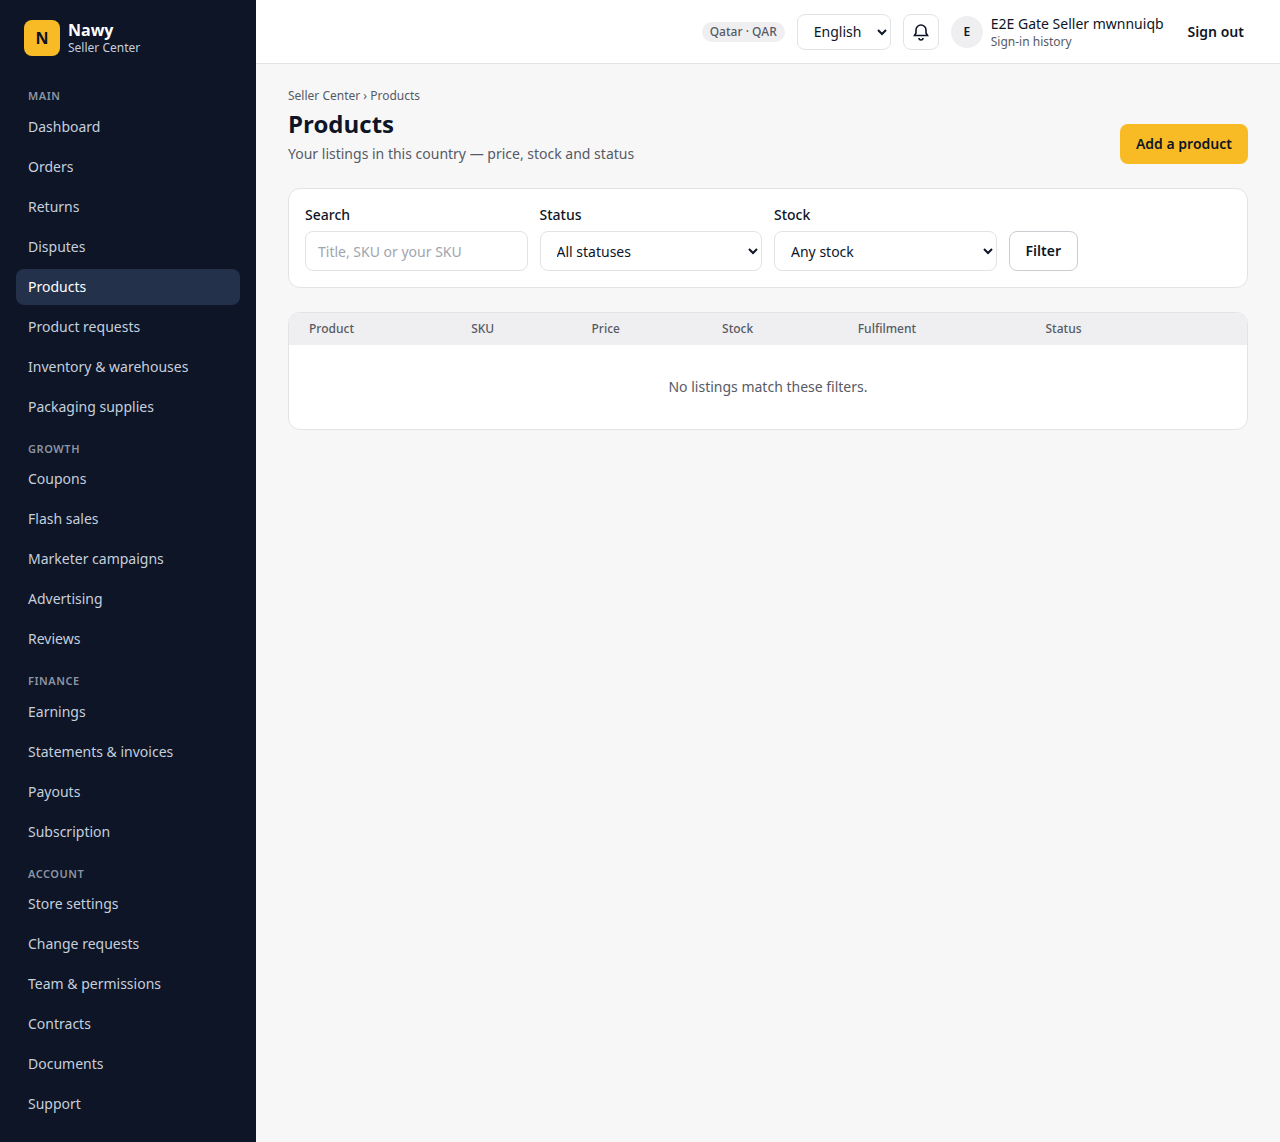 N
Nawy
Seller Center
MAIN
Dashboard
Orders
Returns
Disputes
Products
Product requests
Inventory & warehouses
Packaging supplies
GROWTH
Coupons
Flash sales
Marketer campaigns
Advertising
Reviews
FINANCE
Earnings
Statements & invoices
Payouts
Subscription
ACCOUNT
Store settings
Change requests
Team & permissions
Contracts
Documents
Support
Qatar · QAR
English
E
E2E Gate Seller mwnnuiqb
Sign-in history
Sign out
Seller Center › Products
Products
Your listings in this country — price, stock and status
Add a product
Search
Status
Stock
Title, SKU or your SKU
All statuses
Any stock
Filter
Product SKU Price Stock Fulfilment Status
No listings match these filters.